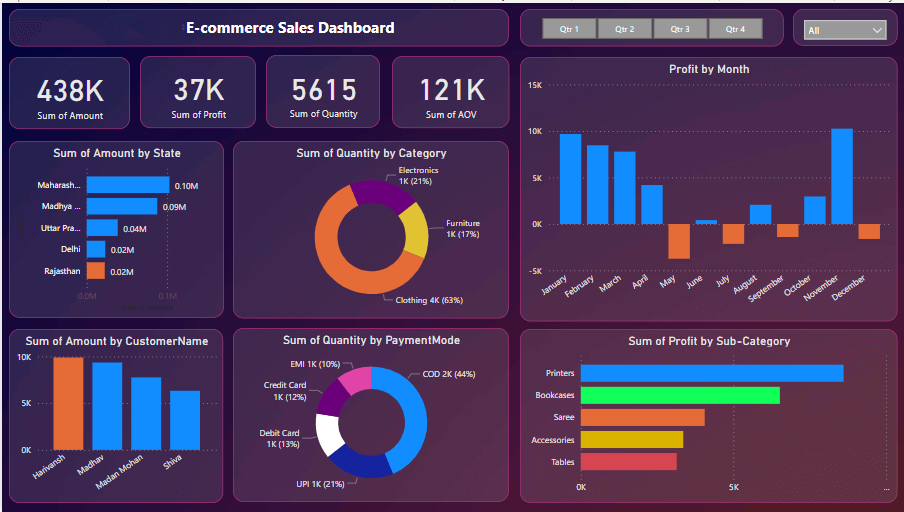 E-commerce Sales Dashboard
Qtr 1
Qtr 2
Qtr 3
Qtr 4
All
438K
Sum of Amount
37K
Sum of Profit
5615
Sum of Quantity
121K
Sum of AOV
Profit by Month
15K
10K
5K
0K
-5K
January
February
March
April
May
June
July
August
September
October
November
December
Sum of Amount by State
Maharash...
0.10M
Madhya ...
0.09M
Uttar Pra...
0.04M
Delhi
0.02M
Rajasthan
0.02M
0.0M
0.1M
Sum of Quantity by Category
Electronics
1K (21%)
Furniture
1K (17%)
Clothing 4K (63%)
Sum of Amount by CustomerName
10K
5K
0K
Harivansh
Madhav
Madan Mohan
Shiva
Sum of Quantity by PaymentMode
EMI 1K (10%)
COD 2K (44%)
Credit Card
1K (12%)
Debit Card
1K (13%)
UPI 1K (21%)
Sum of Profit by Sub-Category
Printers
Bookcases
Saree
Accessories
Tables
0K
5K
...